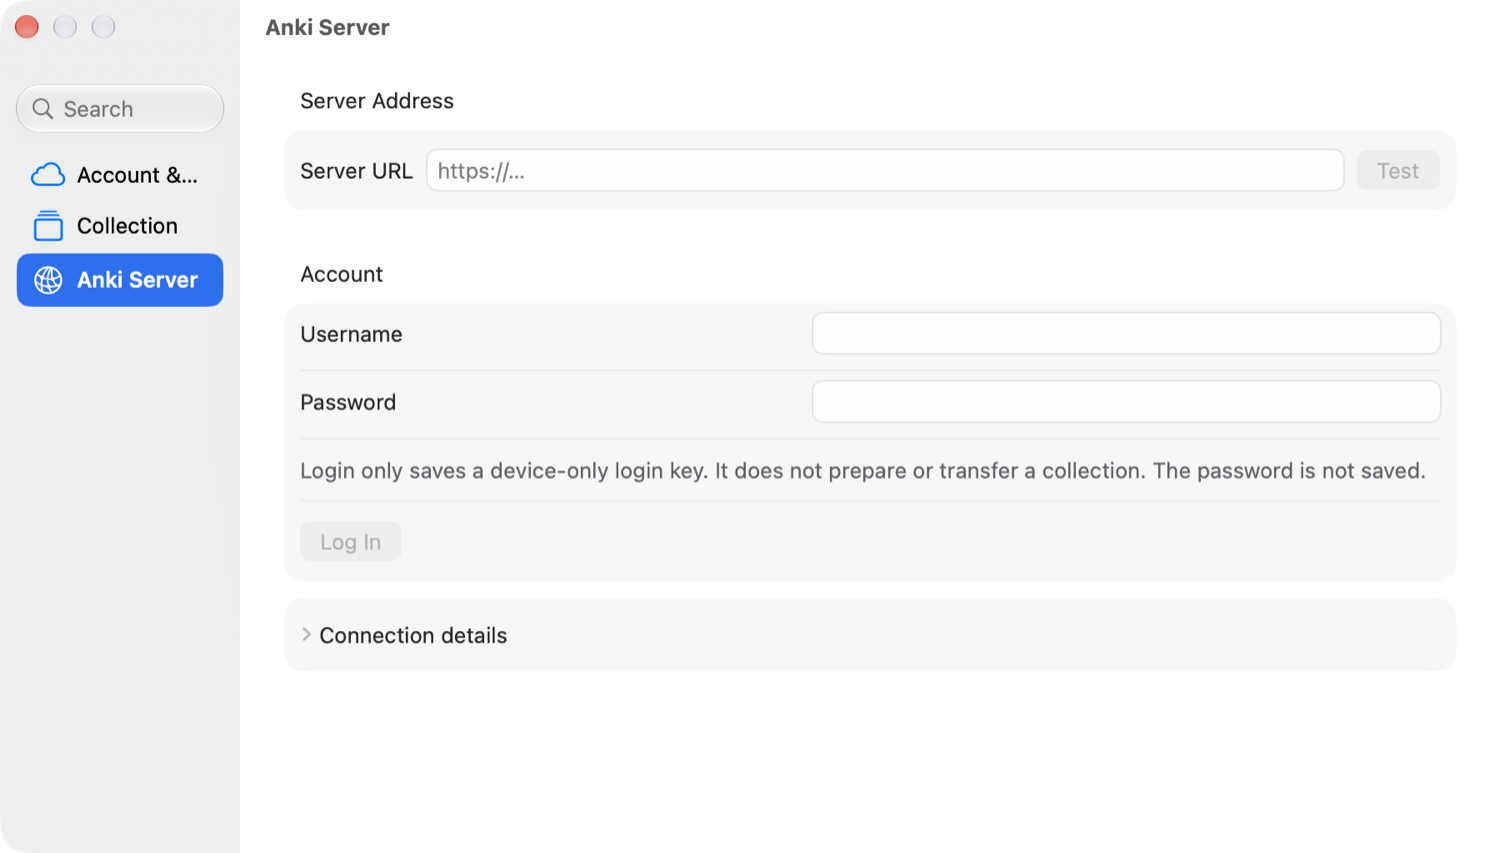 Anki Server
Search
Account &...
Collection
Anki Server
Server Address
Server URL
https://...
Test
Account
Username
Password
Login only saves a device-only login key. It does not prepare or transfer a collection. The password is not saved.
Log In
Connection details